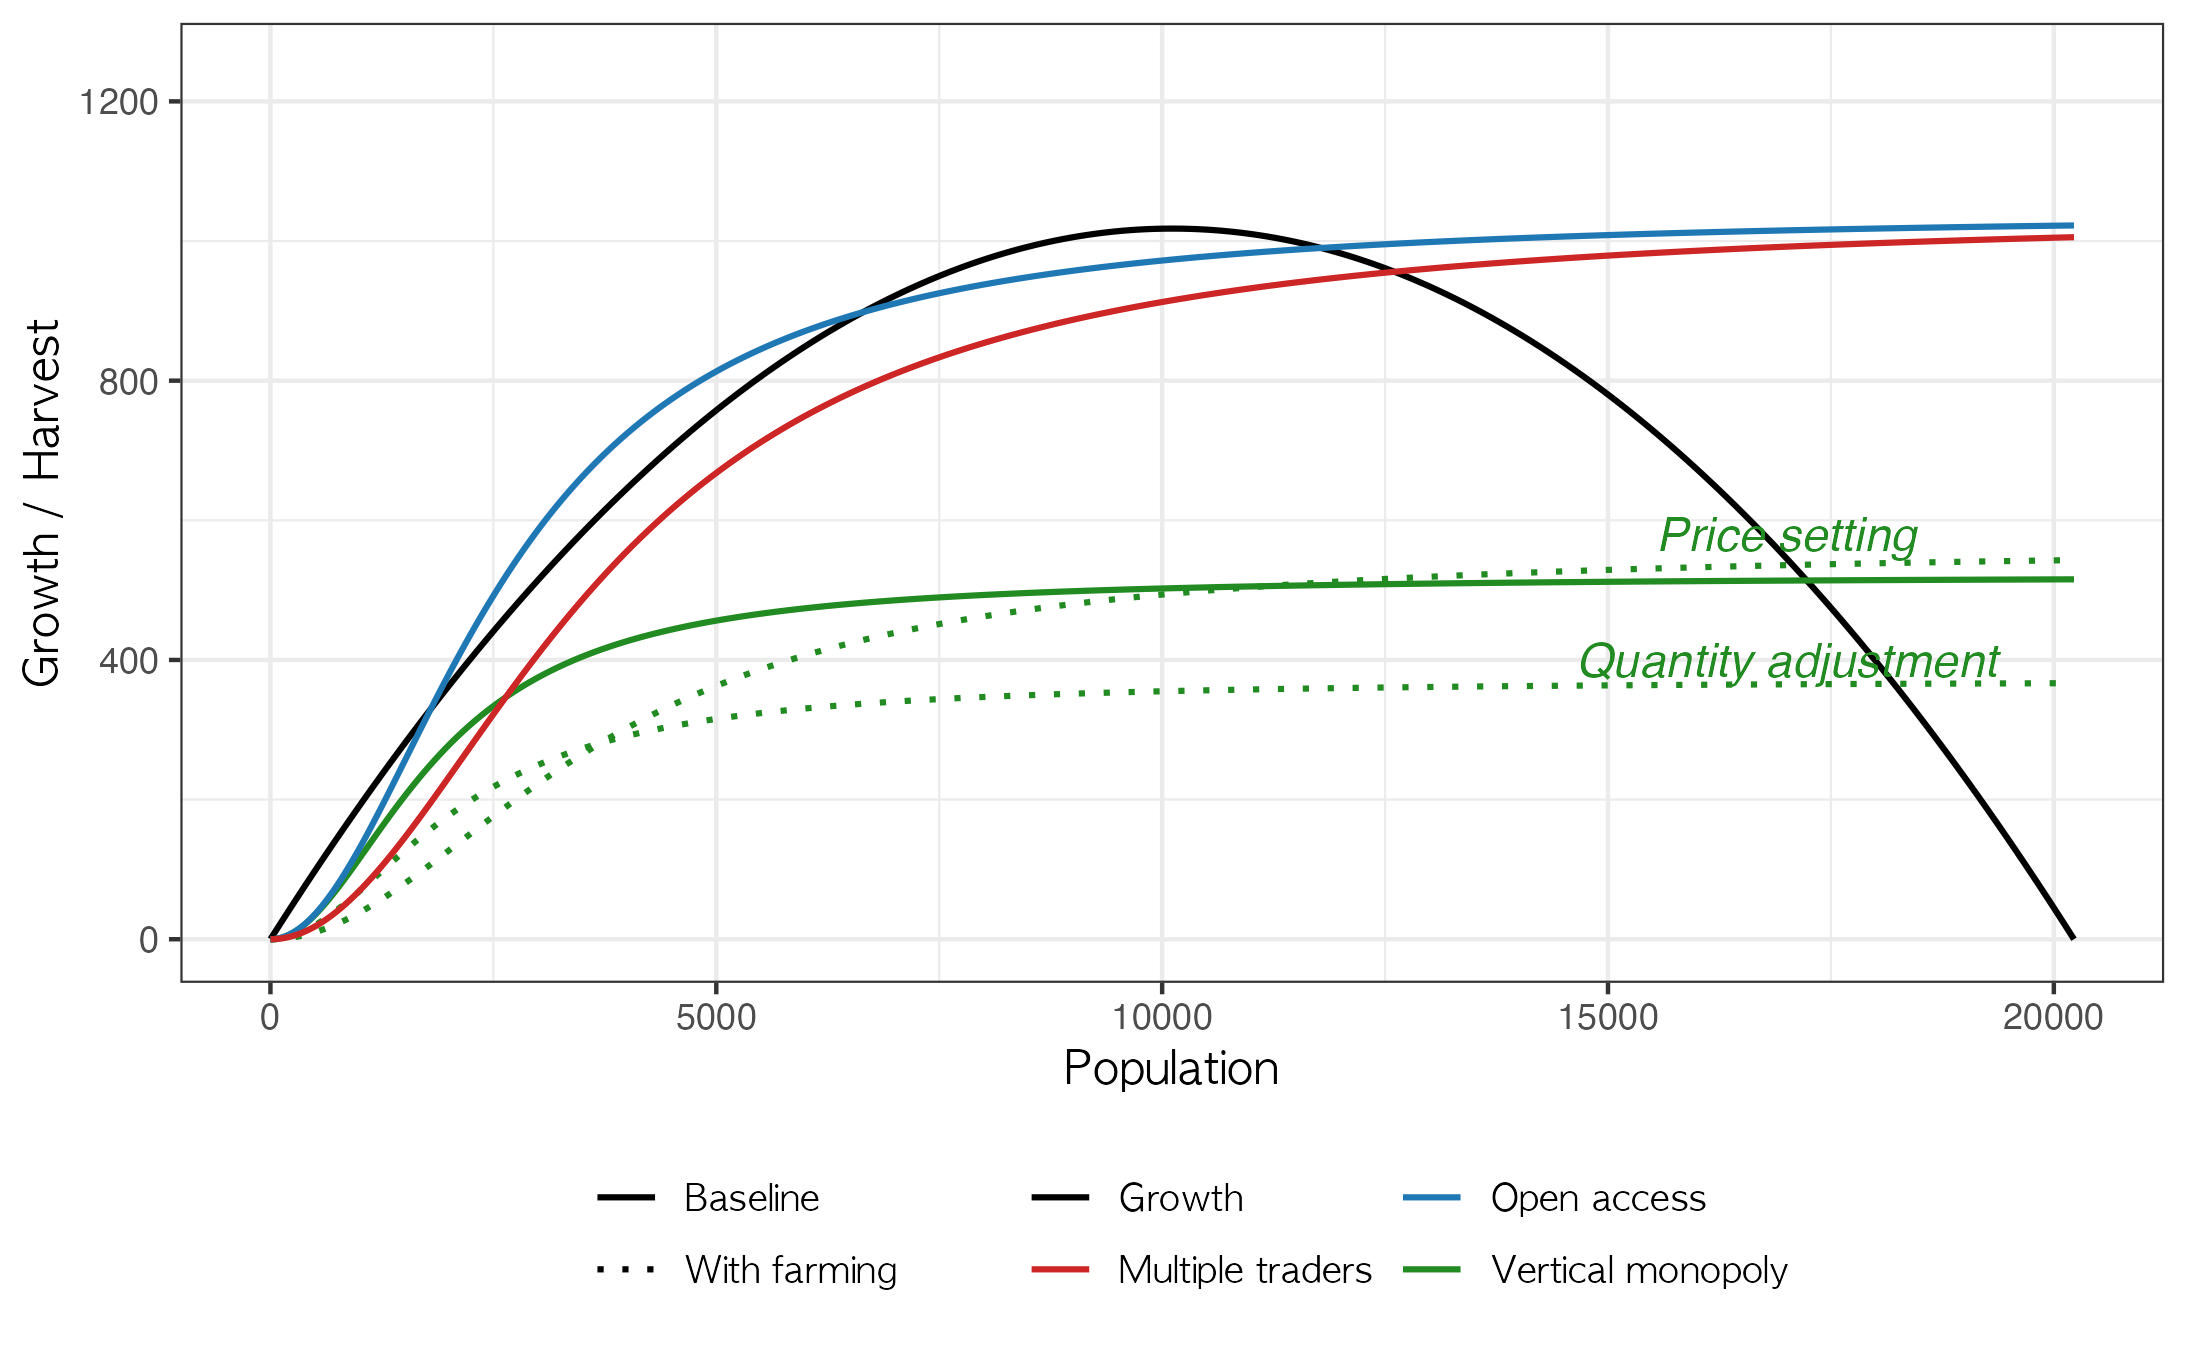 Growth / Harvest
1200
800
400
0
Price setting
Quantity adjustment
0 5000 10000 15000 20000
Population
Baseline Growth Open access
With farming Multiple traders Vertical monopoly